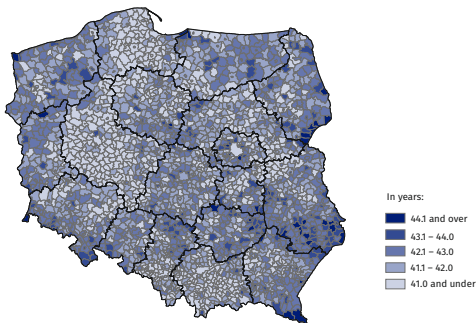 In years:
44.1 and over
43.1 – 44.0
42.1 – 43.0
41.1 – 42.0
41.0 and under